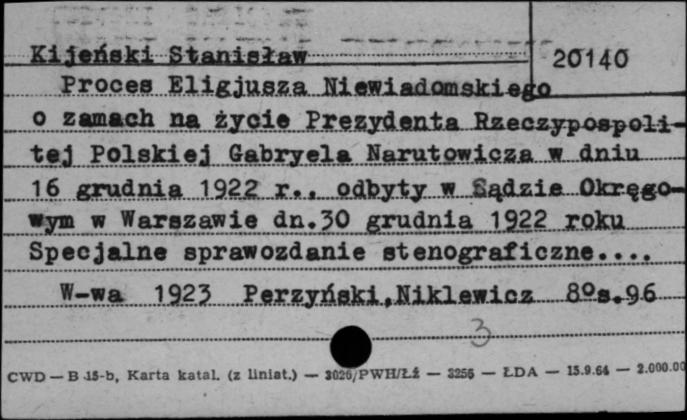 Kijeński Stanisław
20140
Proces Eligjusza Niewiadomskiego
o zamach na życie Prezydenta Rzeczypospoli-
tej Polskiej Gabryela Narutowicza w dniu
16 grudnia 1922 r., odbyty w Sądzie Okręgo-
wym w Warszawie dn.30 grudnia 1922 roku
Specjalne sprawozdanie stenograficzne....
W-wa 1923 Perzyński,Niklewicz 8ºs.96
3
CWD — B 15-b, Karta katal. (z liniat.) — 3026/PWH/Łź — 3256 — ŁDA — 15.9.64 — 2.000.00